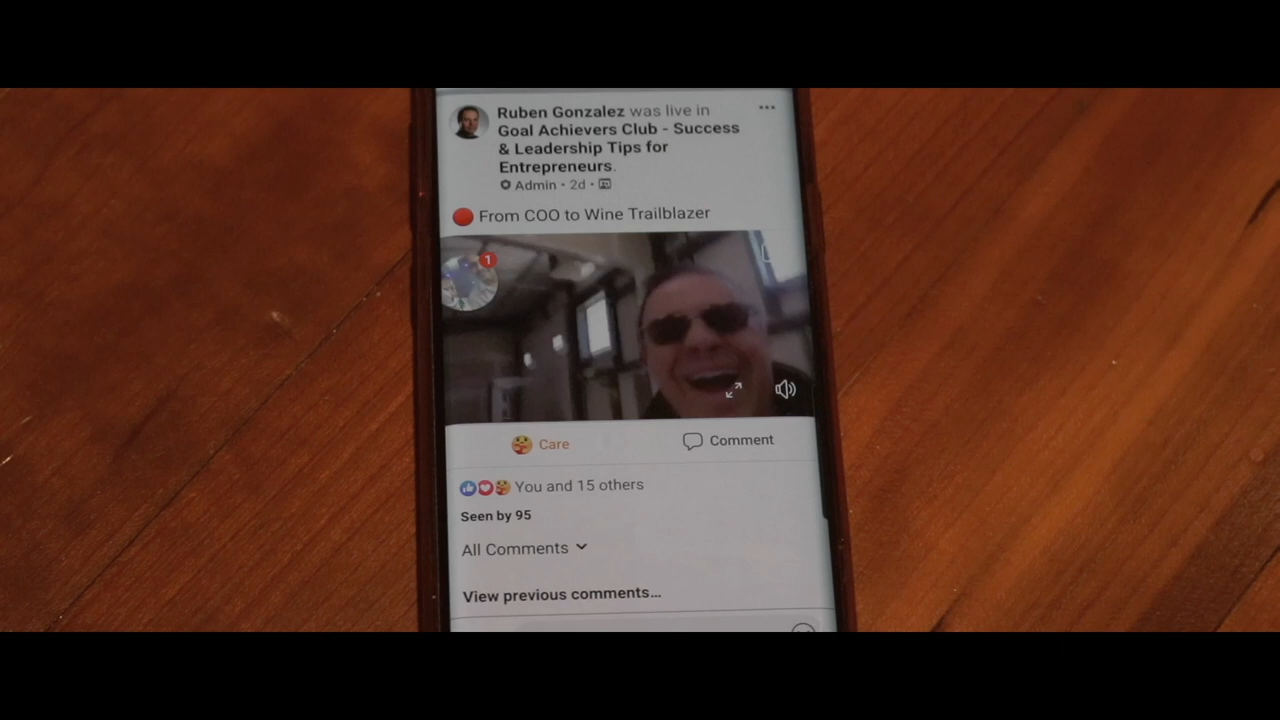 Ruben Gonzalez was live in
Goal Achievers Club - Success
& Leadership Tips for
Entrepreneurs.
Admin · 2d ·
From COO to Wine Trailblazer
1
Care
Comment
You and 15 others
Seen by 95
All Comments
View previous comments...